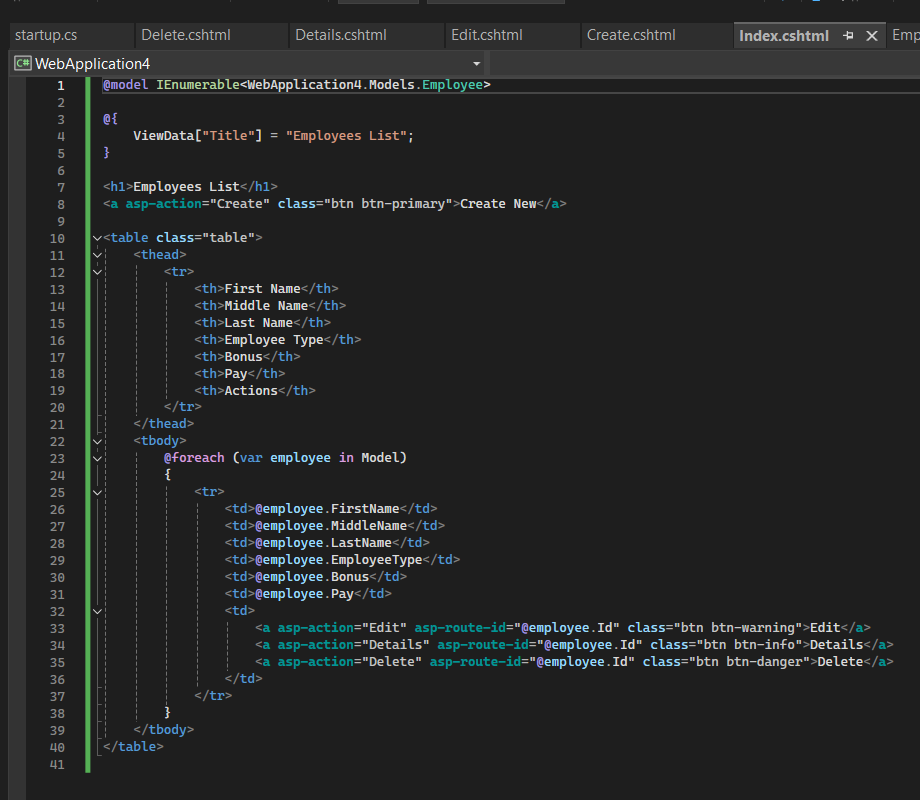 startup.cs Delete.cshtml Details.cshtml Edit.cshtml Create.cshtml Index.cshtml Emp
C# WebApplication4
1 @model IEnumerable<WebApplication4.Models.Employee>
2
3 @{
4     ViewData["Title"] = "Employees List";
5 }
6
7 <h1>Employees List</h1>
8 <a asp-action="Create" class="btn btn-primary">Create New</a>
9
10 <table class="table">
11     <thead>
12         <tr>
13             <th>First Name</th>
14             <th>Middle Name</th>
15             <th>Last Name</th>
16             <th>Employee Type</th>
17             <th>Bonus</th>
18             <th>Pay</th>
19             <th>Actions</th>
20         </tr>
21     </thead>
22     <tbody>
23         @foreach (var employee in Model)
24         {
25             <tr>
26                 <td>@employee.FirstName</td>
27                 <td>@employee.MiddleName</td>
28                 <td>@employee.LastName</td>
29                 <td>@employee.EmployeeType</td>
30                 <td>@employee.Bonus</td>
31                 <td>@employee.Pay</td>
32                 <td>
33                     <a asp-action="Edit" asp-route-id="@employee.Id" class="btn btn-warning">Edit</a>
34                     <a asp-action="Details" asp-route-id="@employee.Id" class="btn btn-info">Details</a>
35                     <a asp-action="Delete" asp-route-id="@employee.Id" class="btn btn-danger">Delete</a>
36                 </td>
37             </tr>
38         }
39     </tbody>
40 </table>
41